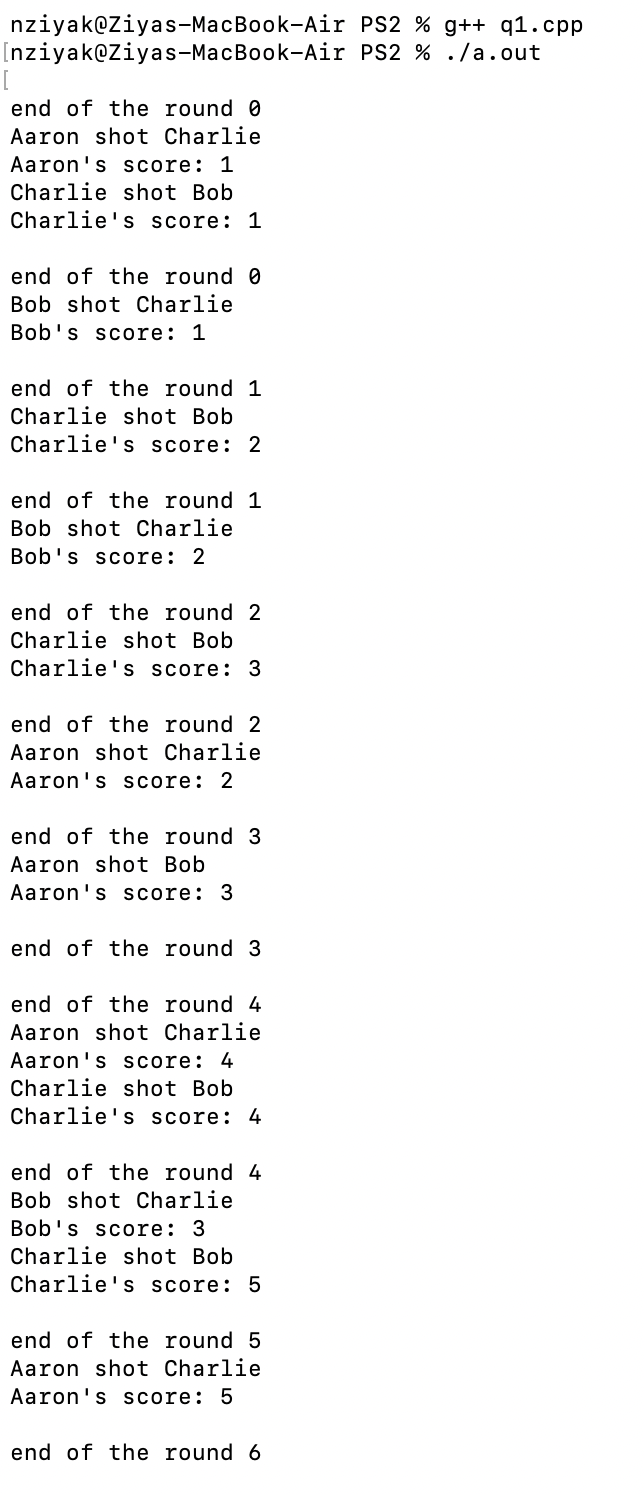 nziyak@Ziyas-MacBook-Air PS2 % g++ q1.cpp
[nziyak@Ziyas-MacBook-Air PS2 % ./a.out
[
end of the round 0
Aaron shot Charlie
Aaron's score: 1
Charlie shot Bob
Charlie's score: 1

end of the round 0
Bob shot Charlie
Bob's score: 1

end of the round 1
Charlie shot Bob
Charlie's score: 2

end of the round 1
Bob shot Charlie
Bob's score: 2

end of the round 2
Charlie shot Bob
Charlie's score: 3

end of the round 2
Aaron shot Charlie
Aaron's score: 2

end of the round 3
Aaron shot Bob
Aaron's score: 3

end of the round 3

end of the round 4
Aaron shot Charlie
Aaron's score: 4
Charlie shot Bob
Charlie's score: 4

end of the round 4
Bob shot Charlie
Bob's score: 3
Charlie shot Bob
Charlie's score: 5

end of the round 5
Aaron shot Charlie
Aaron's score: 5

end of the round 6